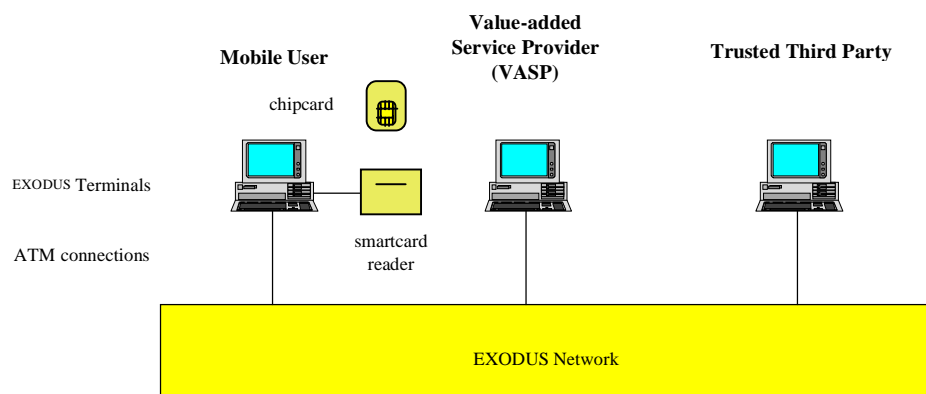 Value-added
Service Provider
(VASP)
Mobile User
Trusted Third Party
chipcard
EXODUS Terminals
smartcard
reader
ATM connections
EXODUS Network